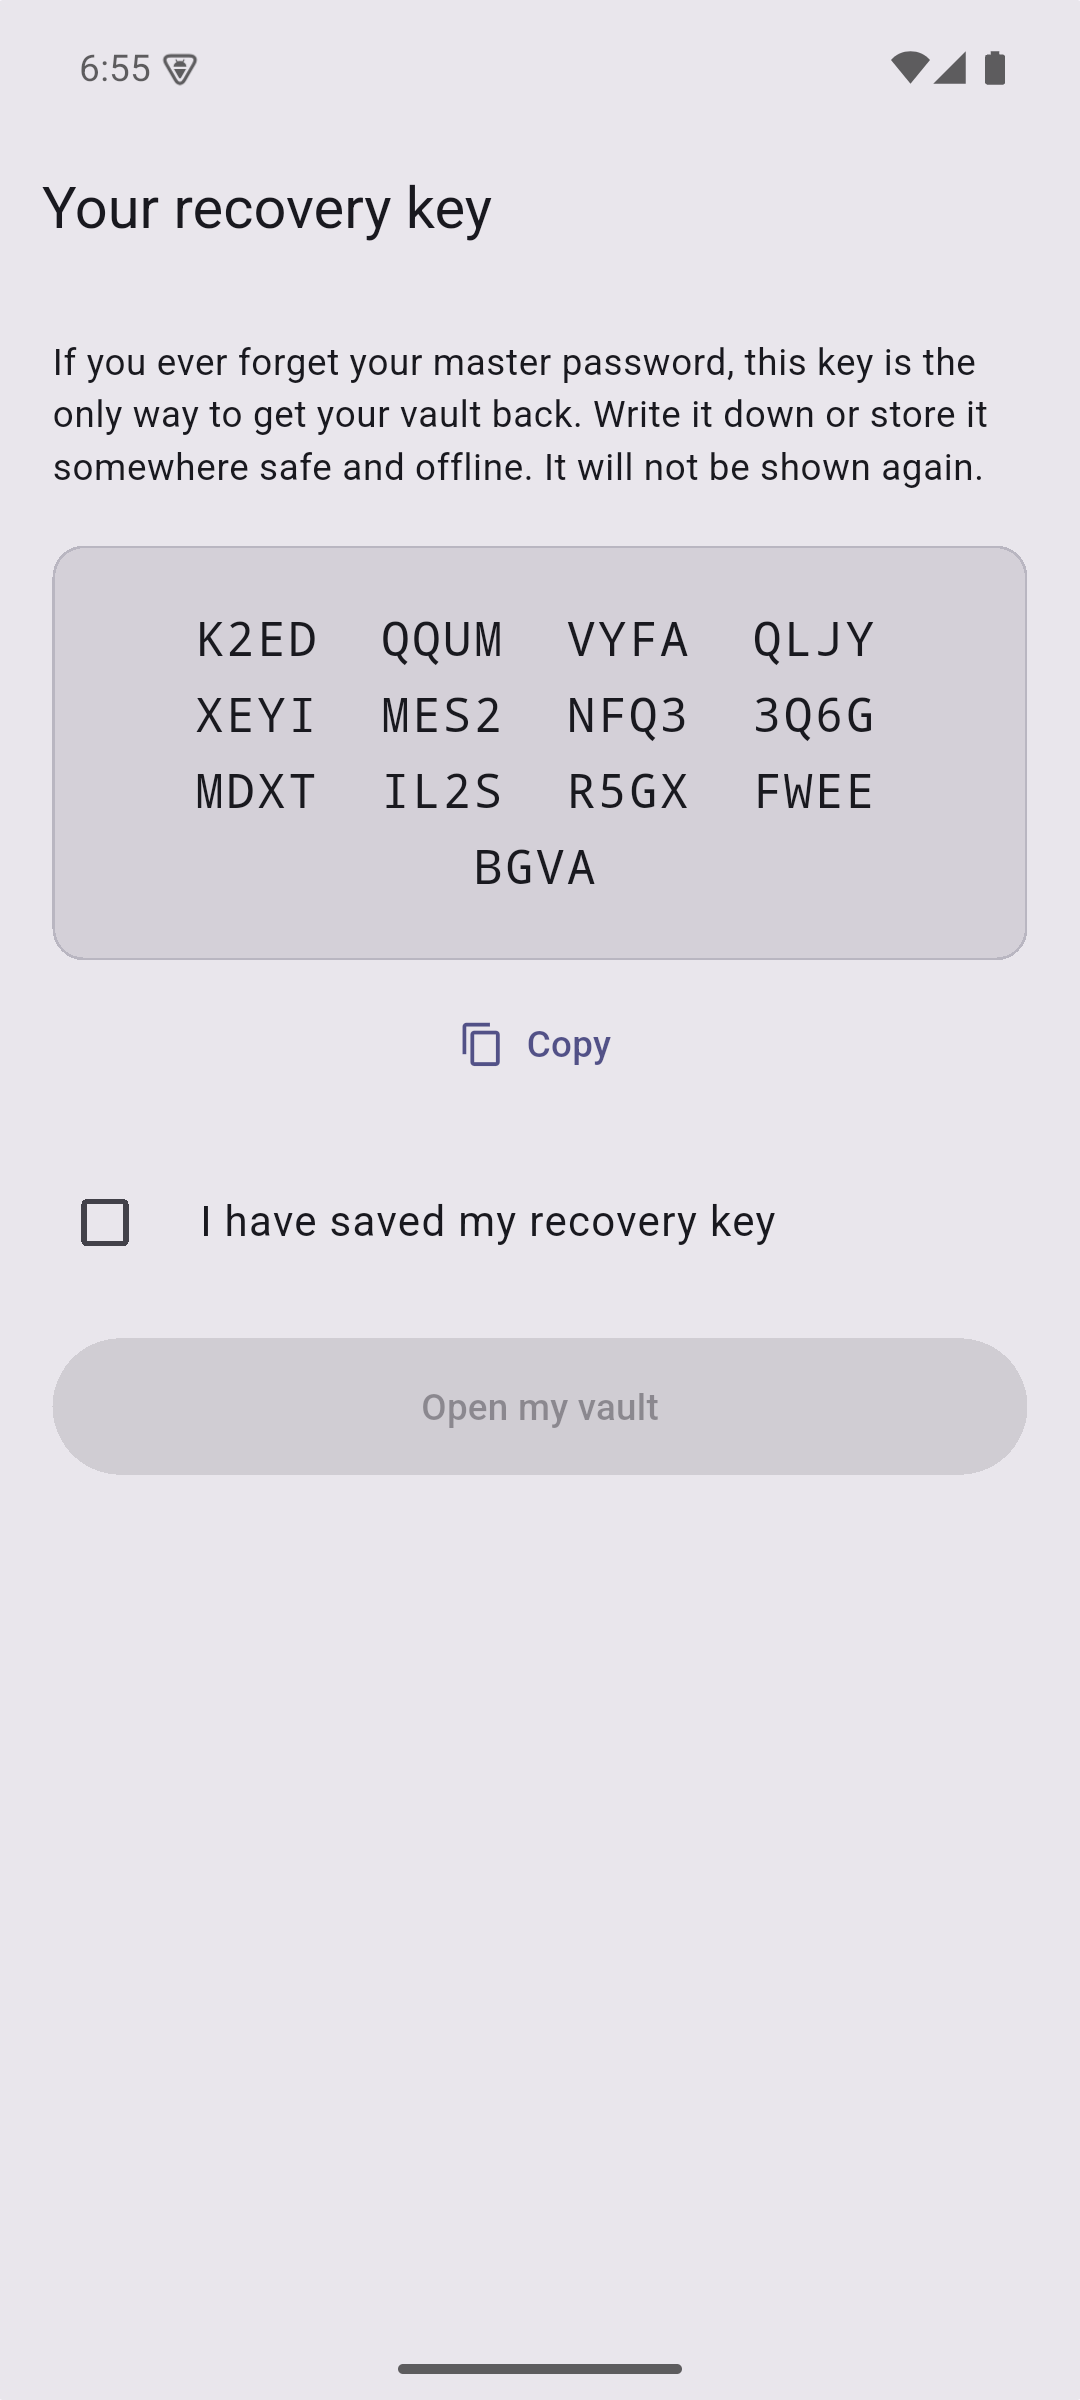 6:55
Your recovery key
If you ever forget your master password, this key is the
only way to get your vault back. Write it down or store it
somewhere safe and offline. It will not be shown again.
K2ED QQUM VYFA QLJY
XEYI MES2 NFQ3 3Q6G
MDXT IL2S R5GX FWEE
BGVA
Copy
I have saved my recovery key
Open my vault